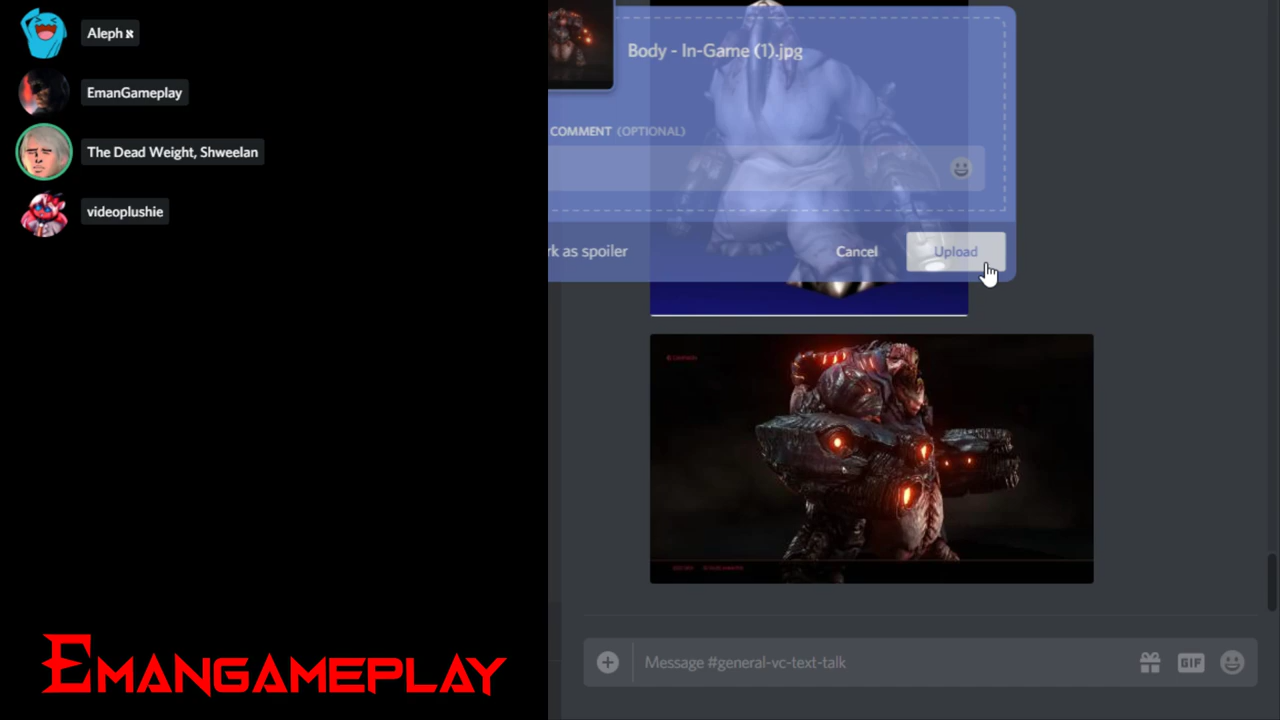 Aleph ℵ
EmanGameplay
The Dead Weight, Shweelan
videoplushie
EMANGAMEPLAY
Body - In-Game (1).jpg
COMMENT (OPTIONAL)
rk as spoiler
Cancel
Upload
Message #general-vc-text-talk
GIF